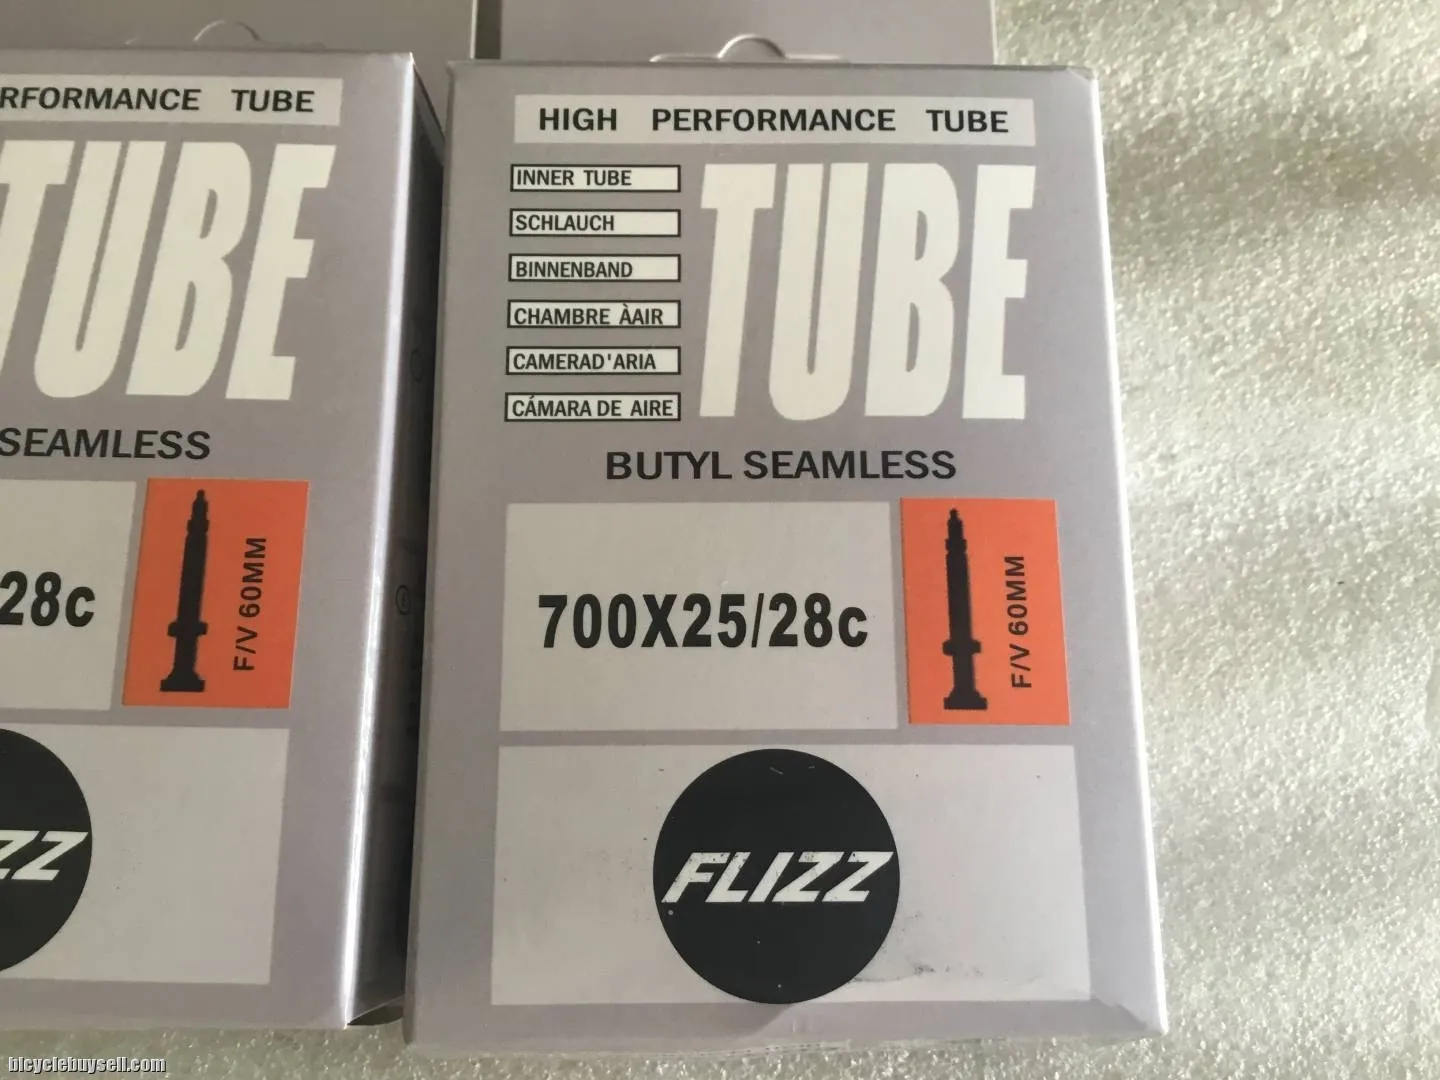 RFORMANCE TUBE
TUBE
SEAMLESS
28c
F/V 60MM
ZZ
HIGH PERFORMANCE TUBE
INNER TUBE
SCHLAUCH
BINNENBAND
CHAMBRE ÀAIR
CAMERAD'ARIA
CÁMARA DE AIRE
TUBE
BUTYL SEAMLESS
700X25/28c
F/V 60MM
FLIZZ
bicyclebuysell.com